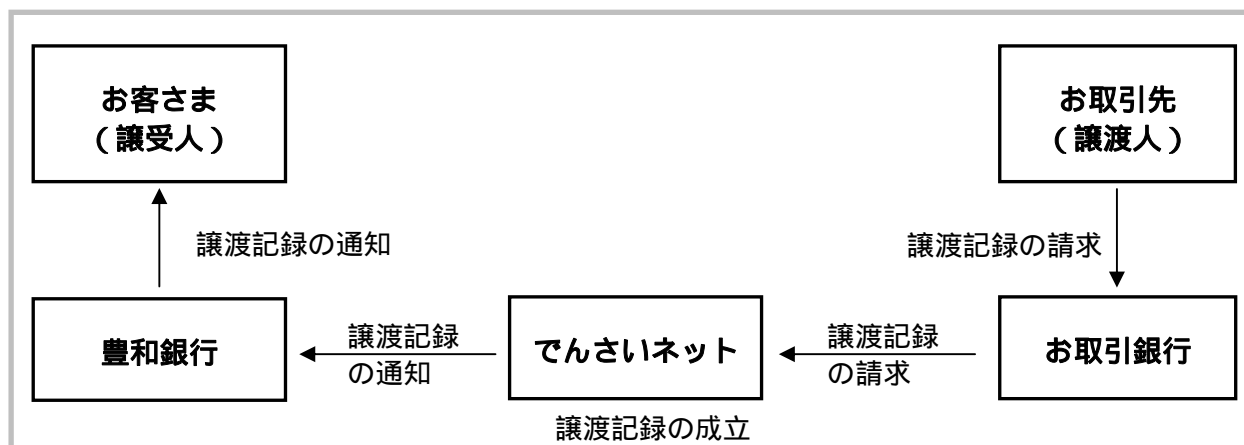 お客さま
（譲受人）
お取引先
（譲渡人）
譲渡記録の通知
譲渡記録の請求
豊和銀行
譲渡記録
の通知
でんさいネット
譲渡記録
の請求
お取引銀行
譲渡記録の成立